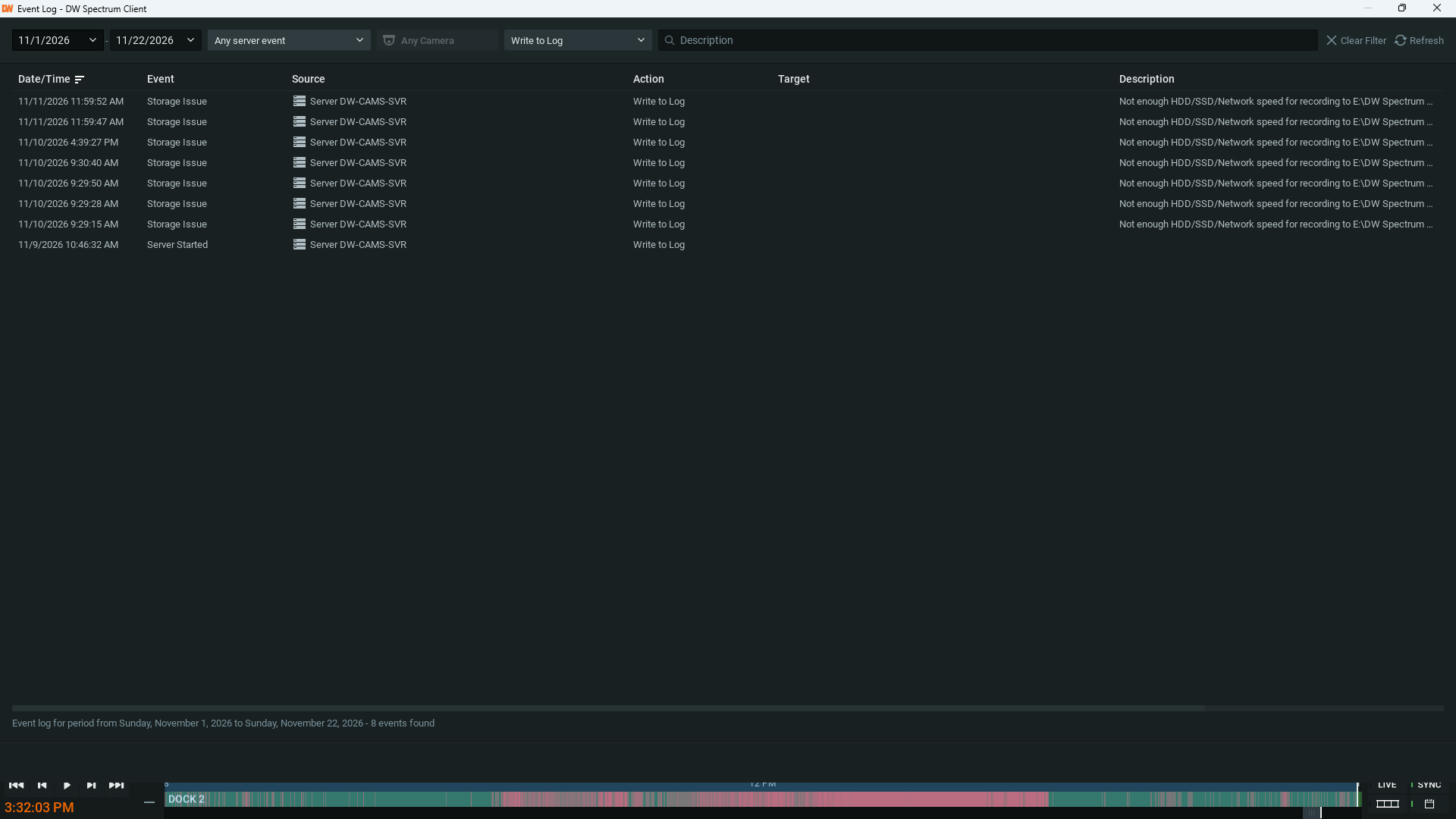 DW Event Log - DW Spectrum Client
11/1/2026 - 11/22/2026 Any server event Any Camera Write to Log Description Clear Filter Refresh
Date/Time Event Source Action Target Description
11/11/2026 11:59:52 AM Storage Issue Server DW-CAMS-SVR Write to Log Not enough HDD/SSD/Network speed for recording to E:\DW Spectrum ...
11/11/2026 11:59:47 AM Storage Issue Server DW-CAMS-SVR Write to Log Not enough HDD/SSD/Network speed for recording to E:\DW Spectrum ...
11/10/2026 4:39:27 PM Storage Issue Server DW-CAMS-SVR Write to Log Not enough HDD/SSD/Network speed for recording to E:\DW Spectrum ...
11/10/2026 9:30:40 AM Storage Issue Server DW-CAMS-SVR Write to Log Not enough HDD/SSD/Network speed for recording to E:\DW Spectrum ...
11/10/2026 9:29:50 AM Storage Issue Server DW-CAMS-SVR Write to Log Not enough HDD/SSD/Network speed for recording to E:\DW Spectrum ...
11/10/2026 9:29:28 AM Storage Issue Server DW-CAMS-SVR Write to Log Not enough HDD/SSD/Network speed for recording to E:\DW Spectrum ...
11/10/2026 9:29:15 AM Storage Issue Server DW-CAMS-SVR Write to Log Not enough HDD/SSD/Network speed for recording to E:\DW Spectrum ...
11/9/2026 10:46:32 AM Server Started Server DW-CAMS-SVR Write to Log
Event log for period from Sunday, November 1, 2026 to Sunday, November 22, 2026 - 8 events found
12 PM LIVE SYNC
DOCK 2
3:32:03 PM